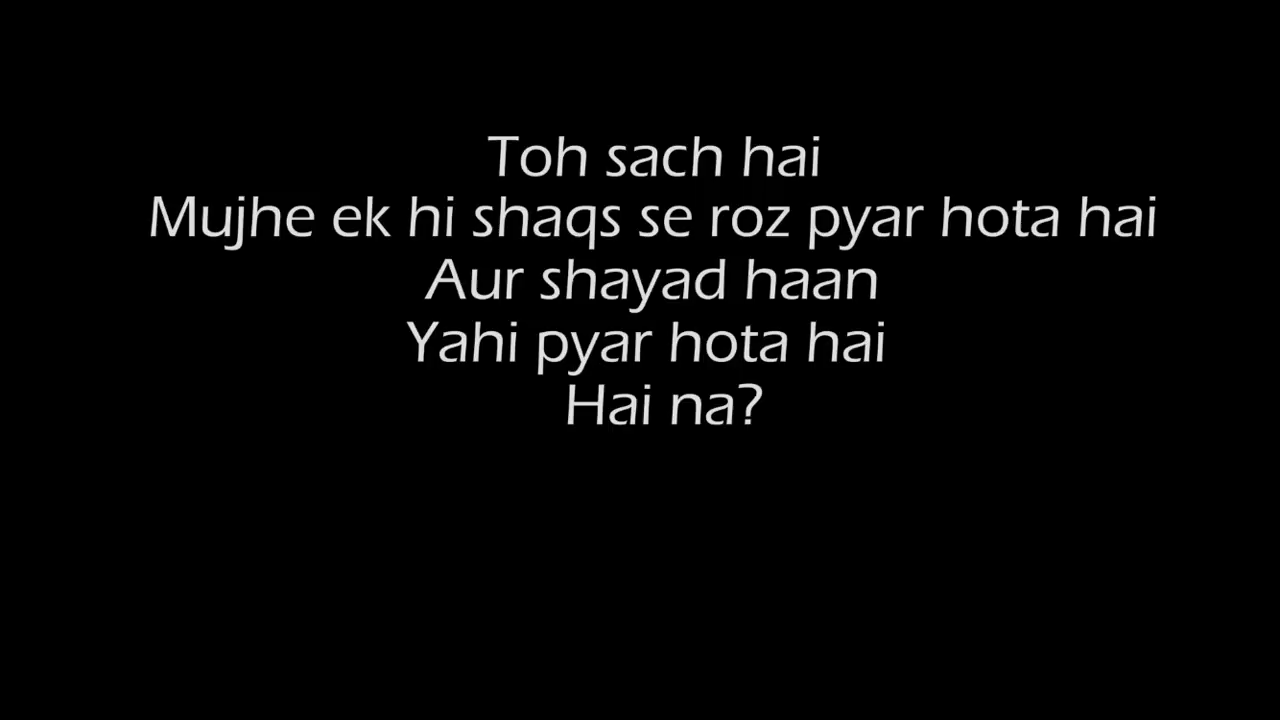 Toh sach hai
Mujhe ek hi shaqs se roz pyar hota hai
Aur shayad haan
Yahi pyar hota hai
Hai na?